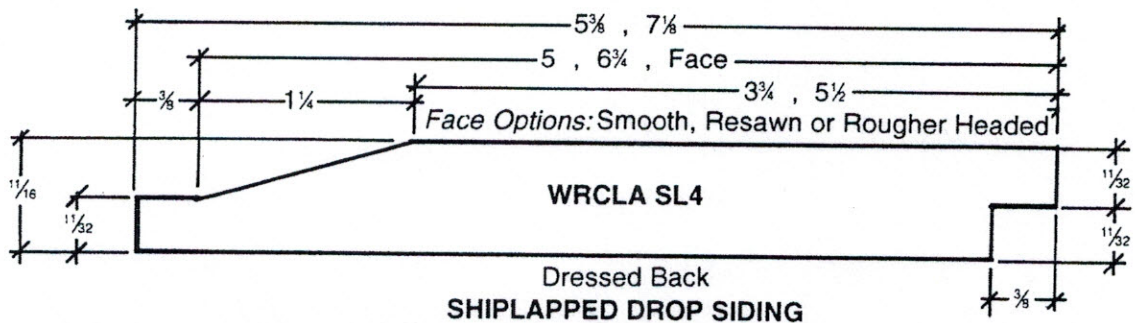 5⅜ , 7⅛
5 , 6¾ , Face
⅜ 1¼ 3¾ , 5½
Face Options: Smooth, Resawn or Rougher Headed
11/16
11/32
WRCLA SL4
11/32
11/32
Dressed Back
⅜
SHIPLAPPED DROP SIDING